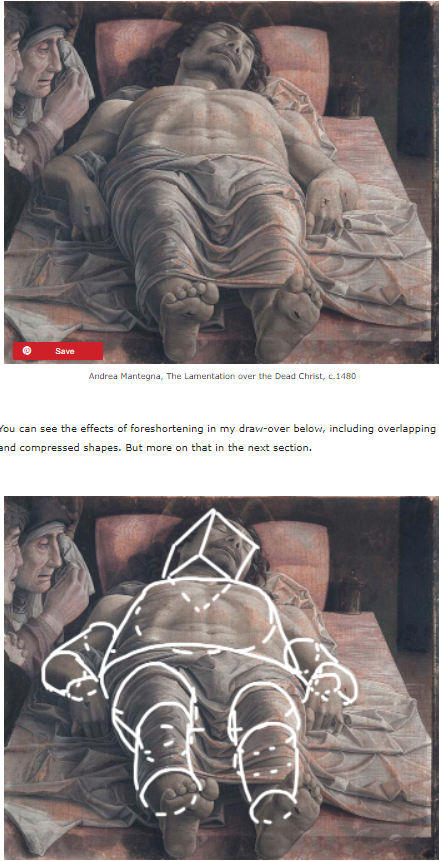 Save
Andrea Mantegna, The Lamentation over the Dead Christ, c.1480
You can see the effects of foreshortening in my draw-over below, including overlapping
and compressed shapes. But more on that in the next section.